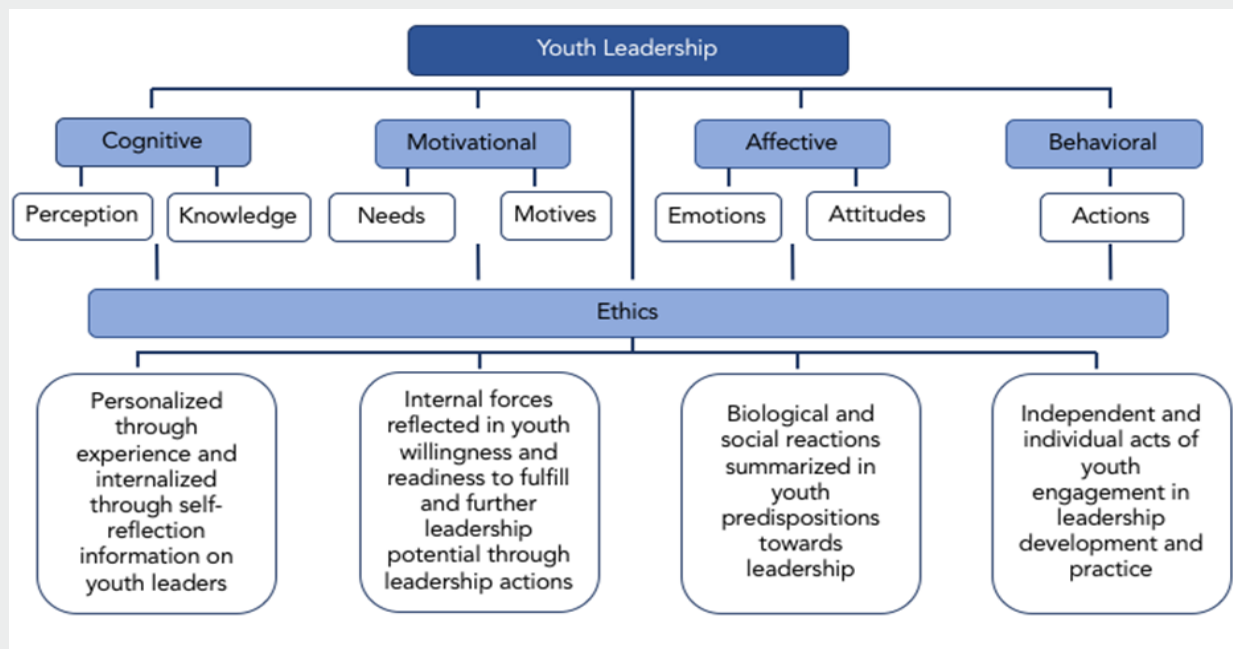 Youth Leadership
Cognitive
Motivational
Affective
Behavioral
Perception
Knowledge
Needs
Motives
Emotions
Attitudes
Actions
Ethics
Personalized
through
experience and
internalized
through self-
reflection
information on
youth leaders
Internal forces
reflected in youth
willingness and
readiness to fulfill
and further
leadership
potential through
leadership actions
Biological and
social reactions
summarized in
youth
predispositions
towards
leadership
Independent and
individual acts of
youth
engagement in
leadership
development and
practice